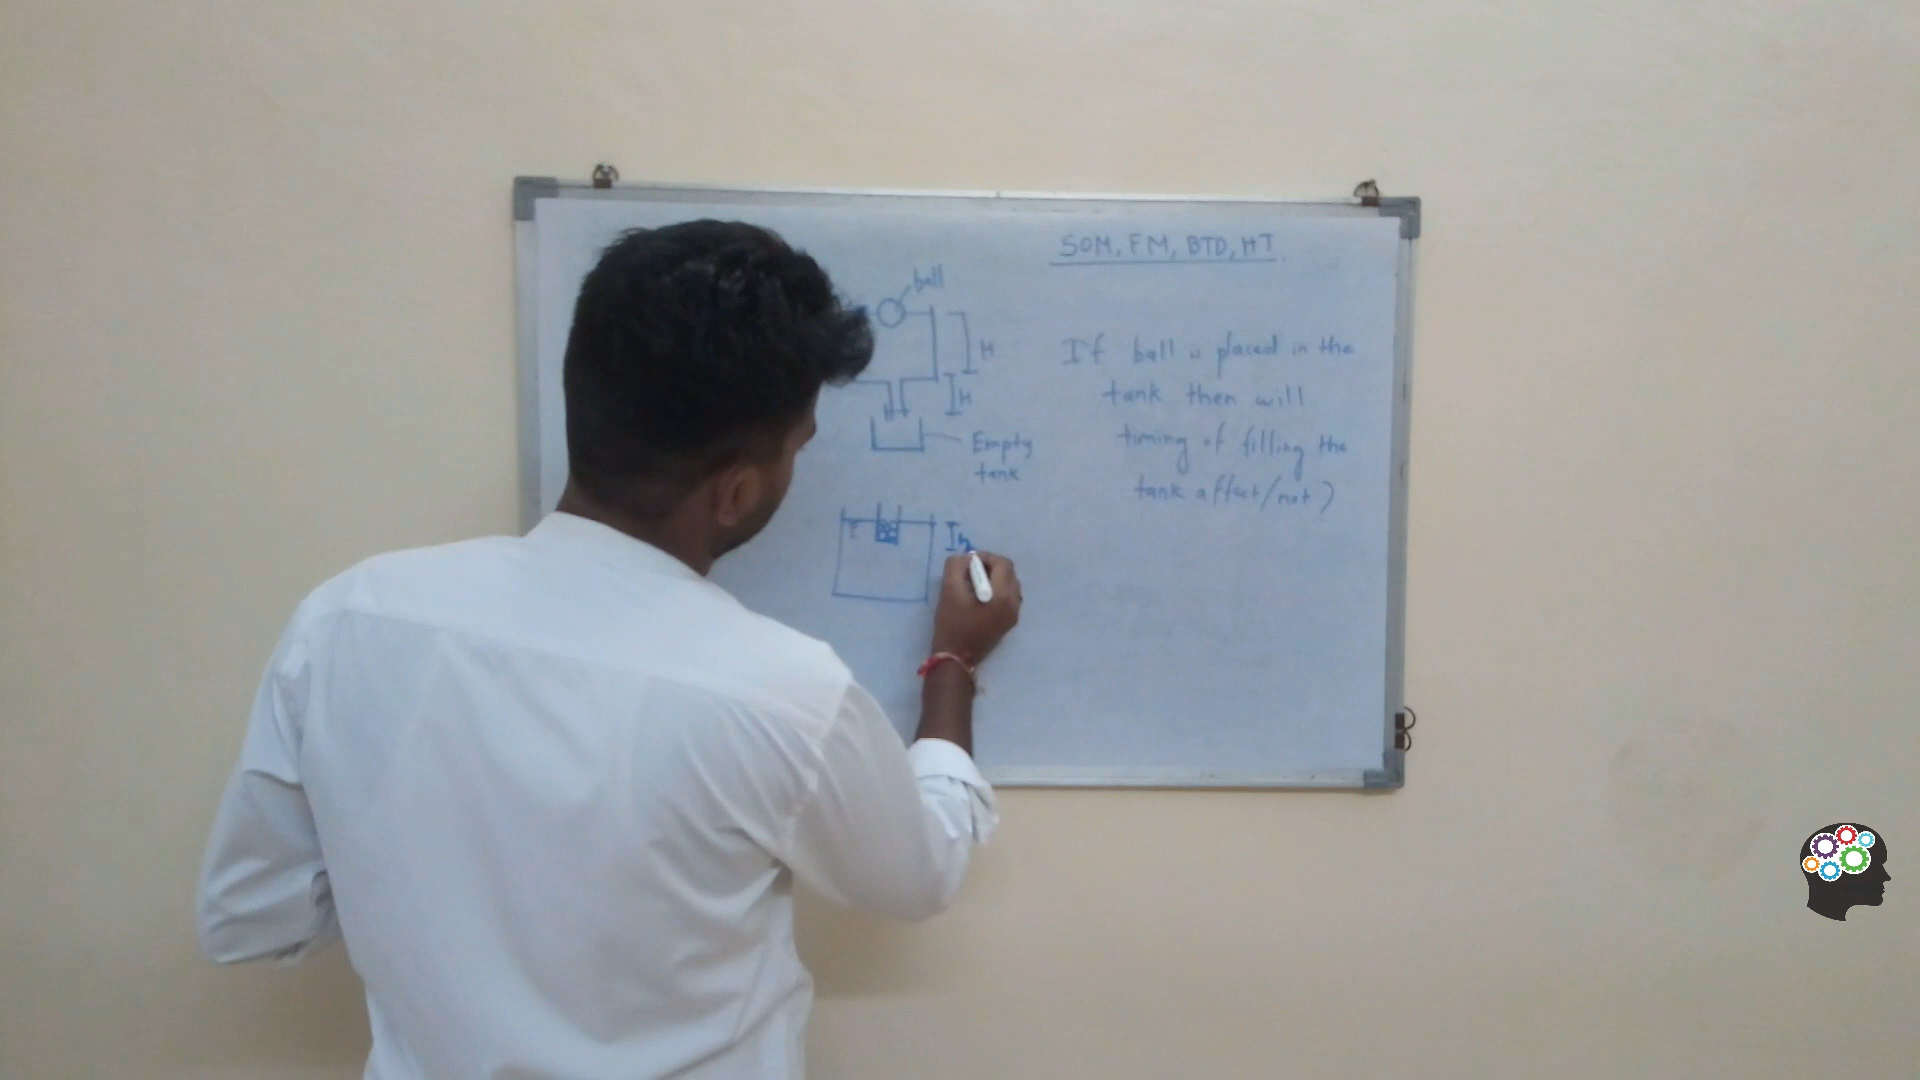 SOM, FM, BTD, HT.
ball
H
H
Empty
tank
If ball is placed in the
tank then will
timing of filling the
tank affect/not)
h